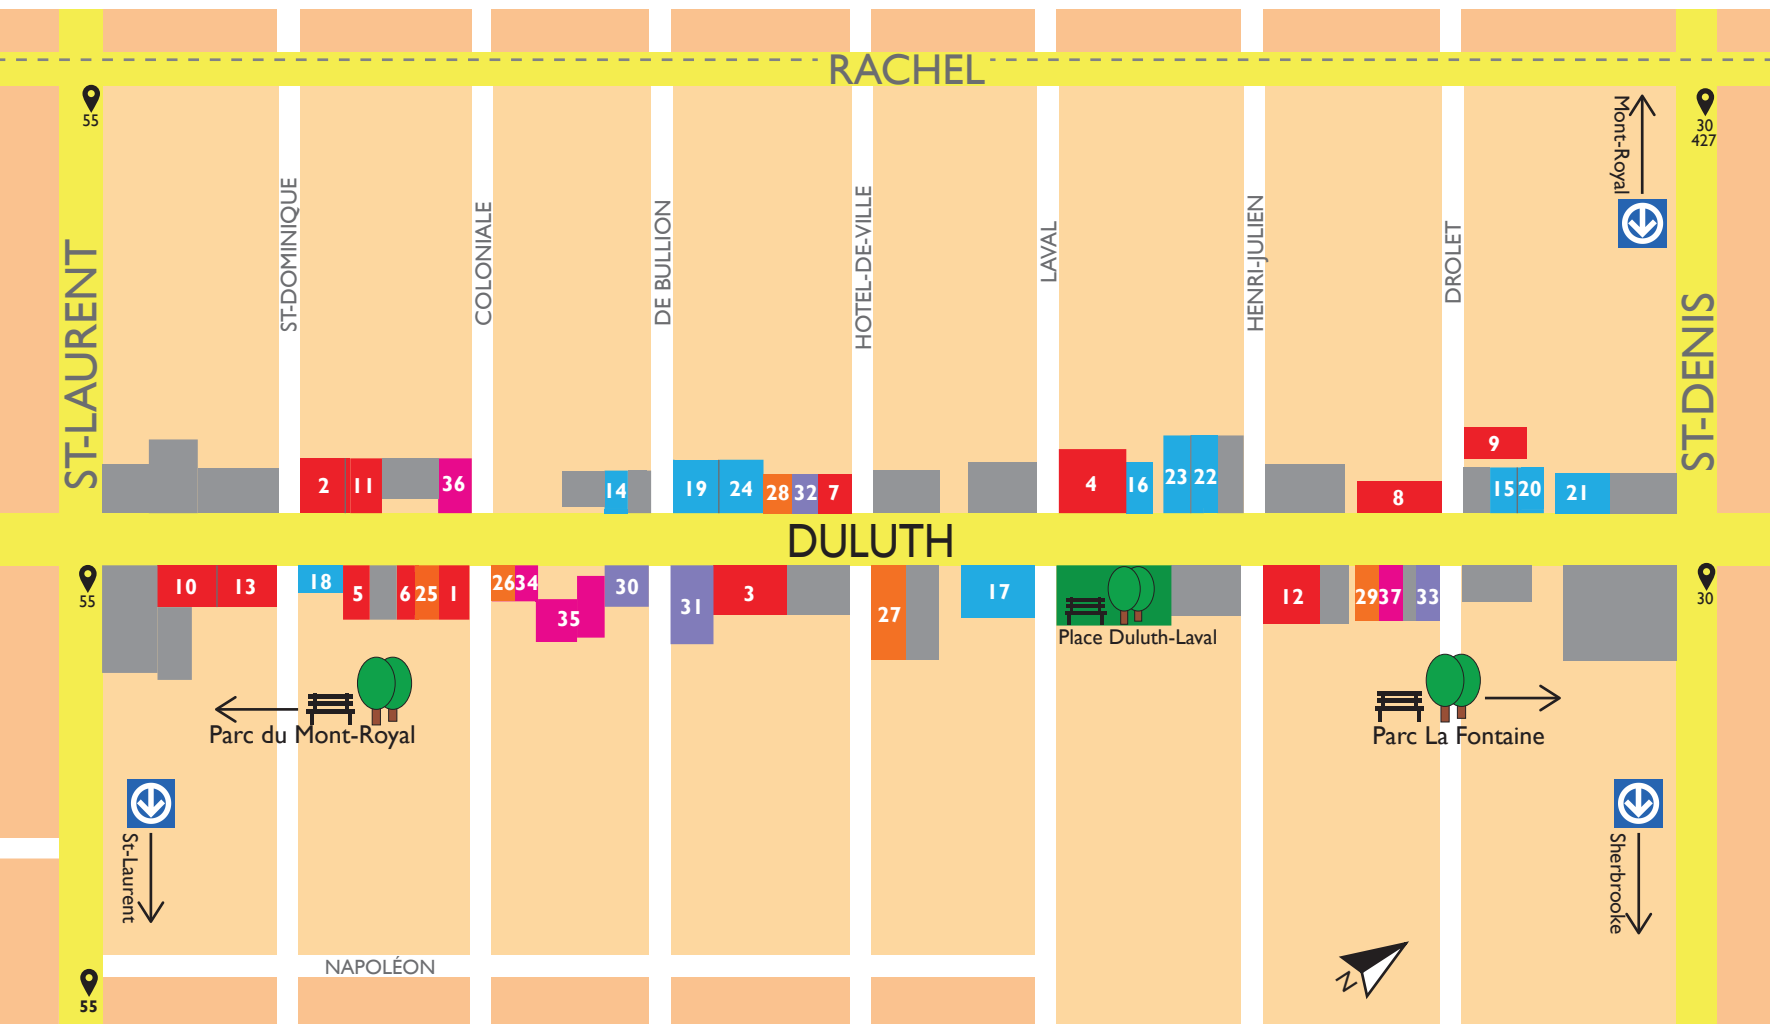 RACHEL
55
30
427
Mont-Royal
ST-LAURENT
ST-DOMINIQUE
COLONIALE
DE BULLION
HOTEL-DE-VILLE
LAVAL
HENRI-JULIEN
DROLET
ST-DENIS
9
2 11 36 14 19 24 28 32 7 4 16 23 22 8 15 20 21
DULUTH
55
10 13 18 5 6 25 1 26 34 35 30 31 3 27 17 12 29 37 33
30
Place Duluth-Laval
Parc du Mont-Royal
Parc La Fontaine
St-Laurent
Sherbrooke
NAPOLÉON
N
55